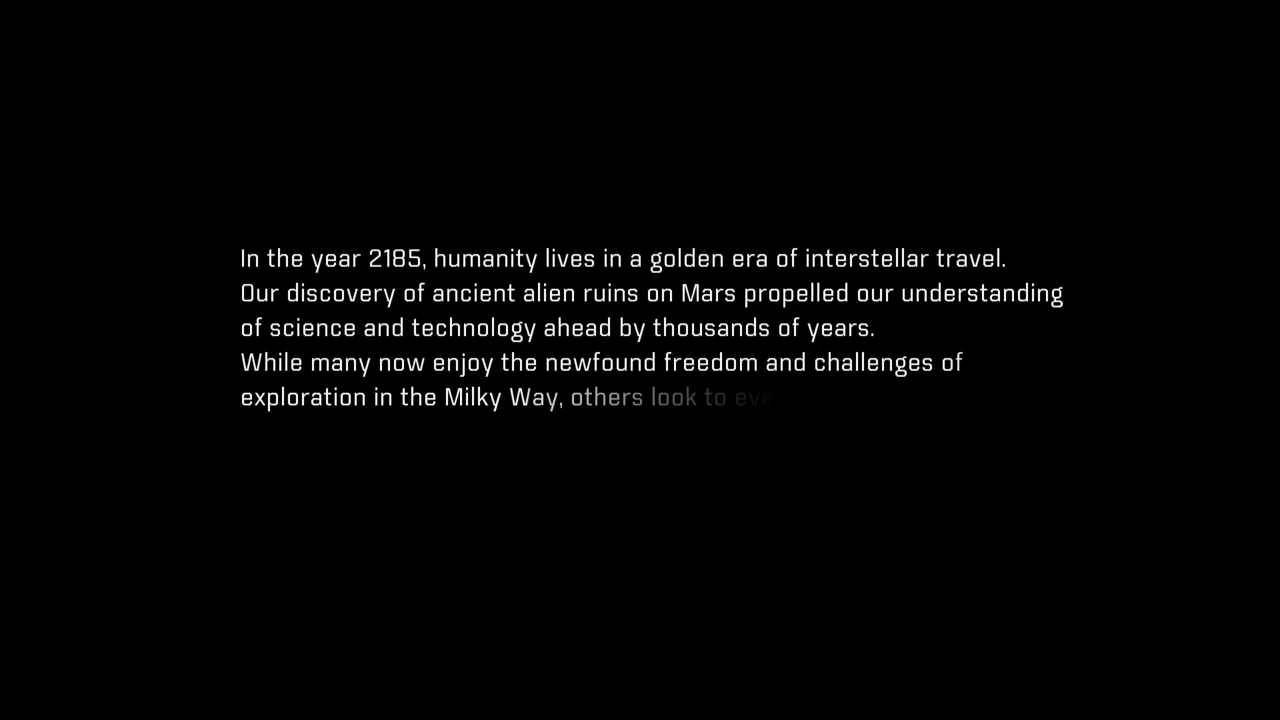 In the year 2185, humanity lives in a golden era of interstellar travel.
Our discovery of ancient alien ruins on Mars propelled our understanding
of science and technology ahead by thousands of years.
While many now enjoy the newfound freedom and challenges of
exploration in the Milky Way, others look to